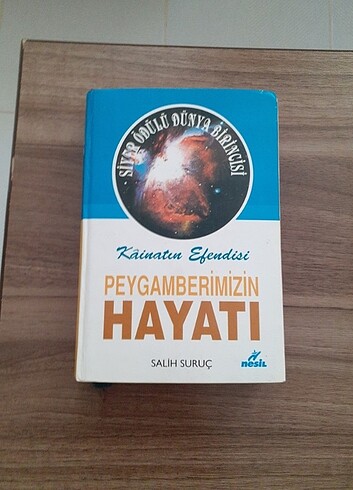 SİYER ÖDÜLÜ DÜNYA BİRİNCİSİ
Kâinatın Efendisi
PEYGAMBERİMİZİN
HAYATI
SALİH SURUÇ
nesil